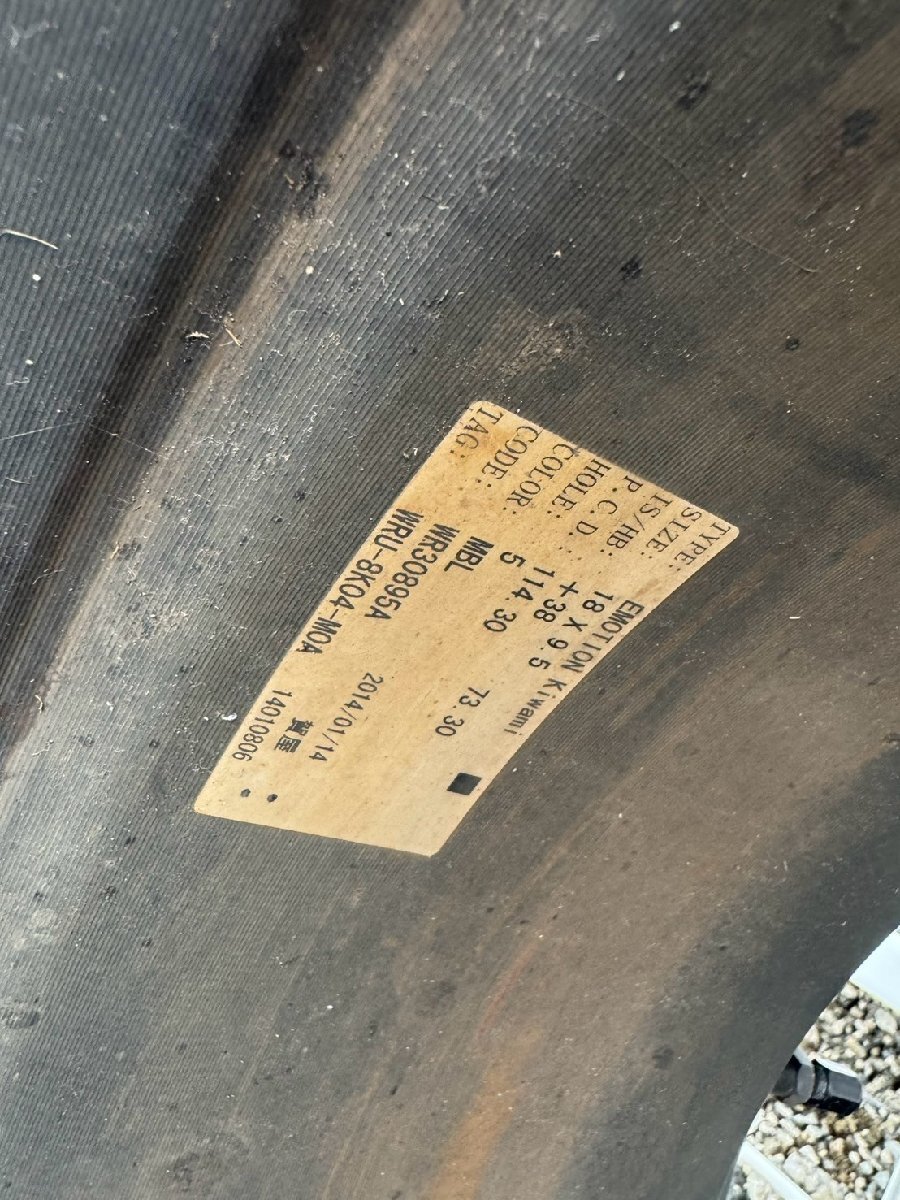 TYPE: EMOTION Kiwami
SIZE: 18 X 9.5
IS/HB: +38 73.30
P.C.D: 114.30
HOLE: 5
COLOR: MBL
CODE: WR30895A 2014/01/14
TAG: WRU-8K04-MOA 14010806